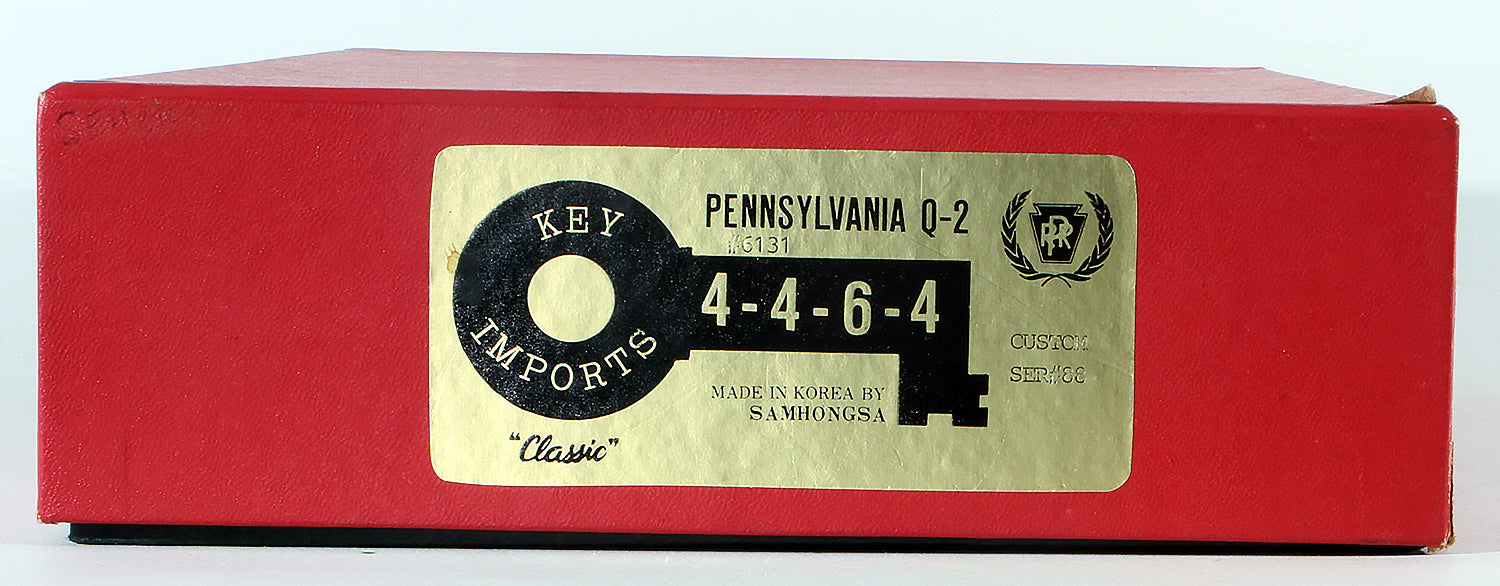 KEY
IMPORTS
"Classic"
PENNSYLVANIA Q-2
#6131
4-4-6-4
MADE IN KOREA BY
SAMHONGSA
PRR
CUSTOM
SER#88